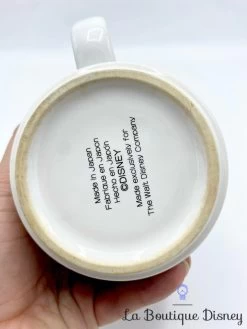 Made in Japan
Fabriqué en Japon
Hecho en Japón
©DISNEY
Made exclusively for
The Walt Disney Company
La Boutique Disney